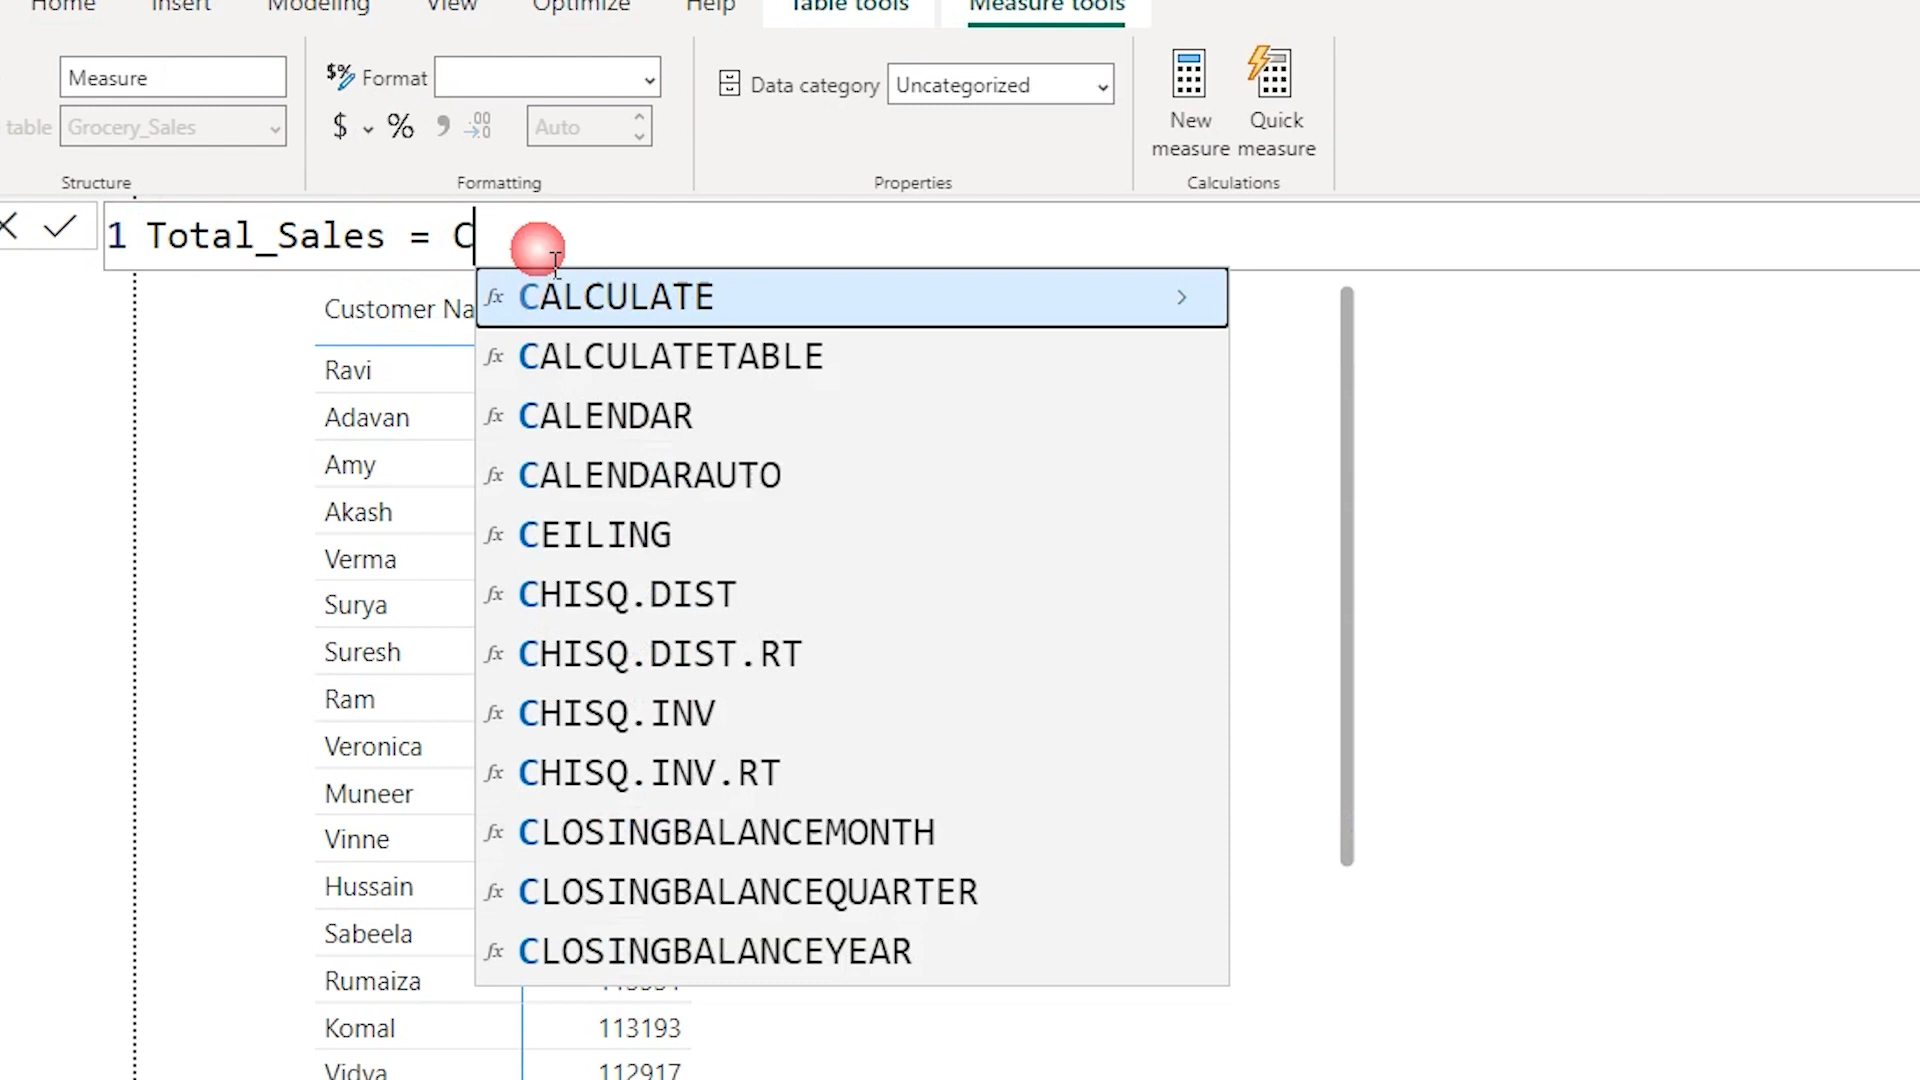 Home Insert Modeling View Optimize Help Table tools Measure tools
Measure
$% Format
Data category Uncategorized
New measure
Quick measure
table Grocery_Sales
$ % Auto
Structure Formatting Properties Calculations
1 Total_Sales = C
Customer Na
CALCULATE
CALCULATETABLE
CALENDAR
CALENDARAUTO
CEILING
CHISQ.DIST
CHISQ.DIST.RT
CHISQ.INV
CHISQ.INV.RT
CLOSINGBALANCEMONTH
CLOSINGBALANCEQUARTER
CLOSINGBALANCEYEAR
Ravi
Adavan
Amy
Akash
Verma
Surya
Suresh
Ram
Veronica
Muneer
Vinne
Hussain
Sabeela
Rumaiza
Komal 113193
Vidya 112917